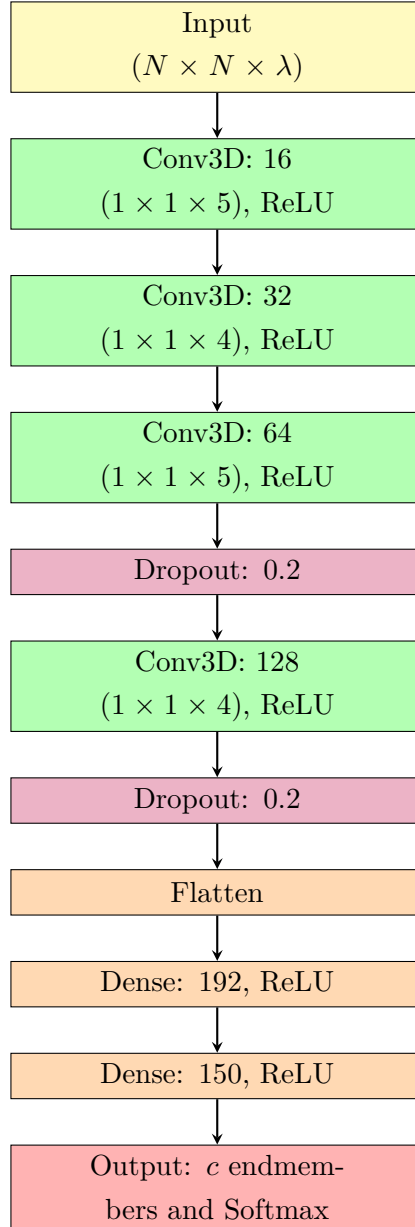 Input
(N × N × λ)
Conv3D: 16
(1 × 1 × 5), ReLU
Conv3D: 32
(1 × 1 × 4), ReLU
Conv3D: 64
(1 × 1 × 5), ReLU
Dropout: 0.2
Conv3D: 128
(1 × 1 × 4), ReLU
Dropout: 0.2
Flatten
Dense: 192, ReLU
Dense: 150, ReLU
Output: c endmem-
bers and Softmax